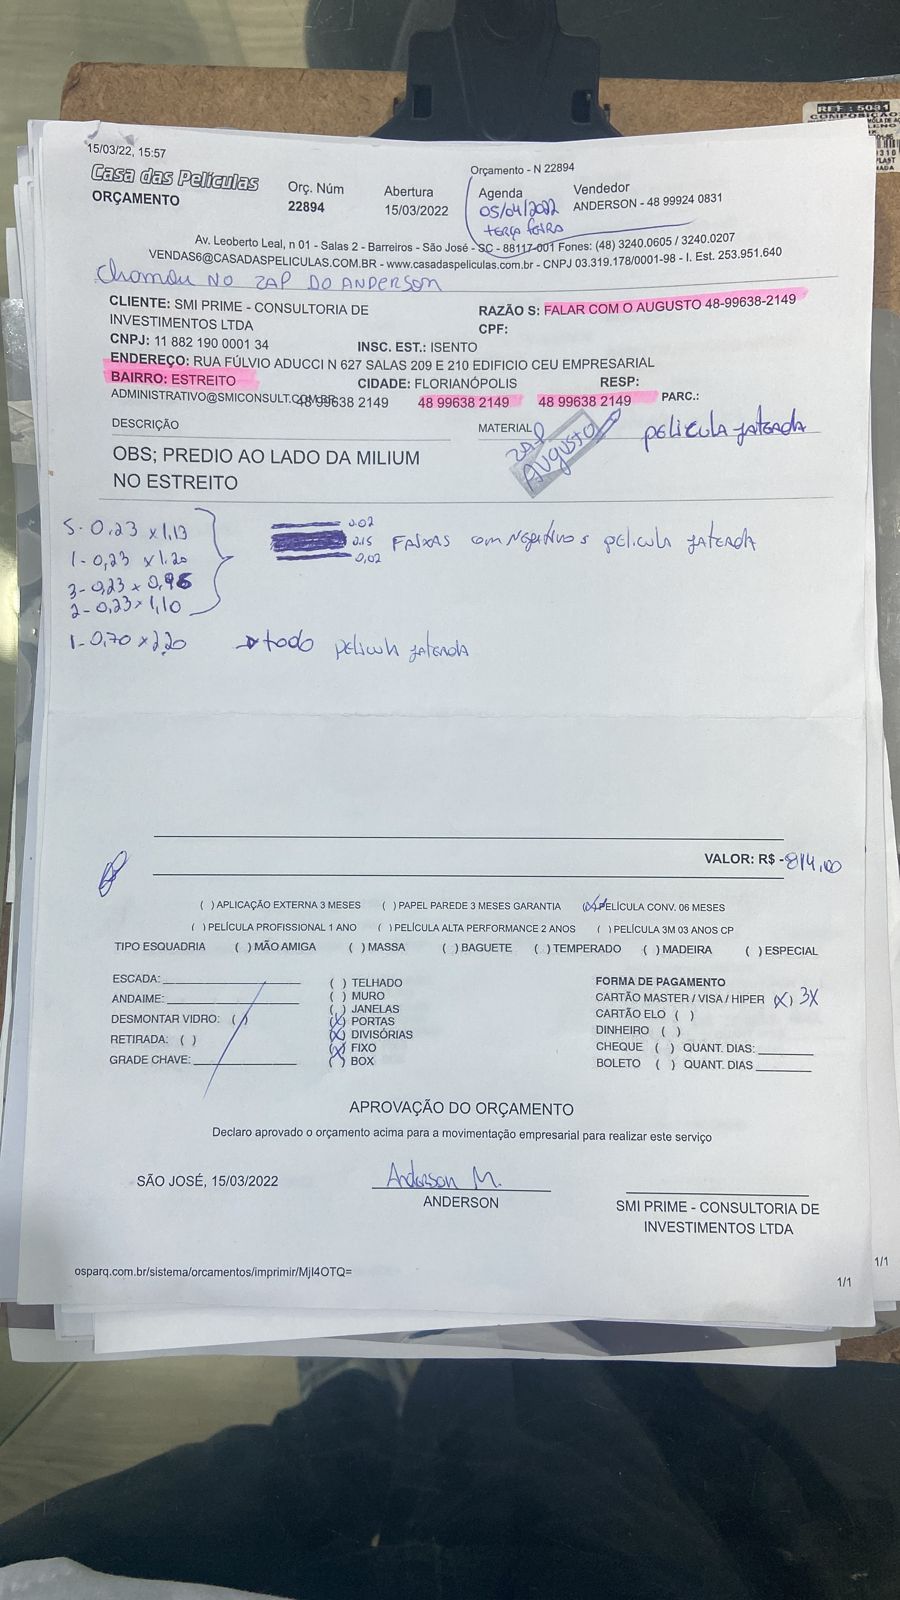 REF.: 5031
COMPOSIÇÃO
15/03/22, 15:57
Orçamento - N 22894
Casa das Películas
ORÇAMENTO
Orç. Núm
22894
Abertura
15/03/2022
Agenda
05/04/2022
terça feira
Vendedor
ANDERSON - 48 99924 0831
Av. Leoberto Leal, n 01 - Salas 2 - Barreiros - São José - SC - 88117-001 Fones: (48) 3240.0605 / 3240.0207
VENDAS6@CASADASPELICULAS.COM.BR - www.casadaspeliculas.com.br - CNPJ 03.319.178/0001-98 - I. Est. 253.951.640
Chamou NO ZAP DO ANDERSON
CLIENTE: SMI PRIME - CONSULTORIA DE
INVESTIMENTOS LTDA
RAZÃO S: FALAR COM O AUGUSTO 48-99638-2149
CPF:
CNPJ: 11 882 190 0001 34
INSC. EST.: ISENTO
ENDEREÇO: RUA FÚLVIO ADUCCI N 627 SALAS 209 E 210 EDIFICIO CEU EMPRESARIAL
BAIRRO: ESTREITO
CIDADE: FLORIANÓPOLIS
RESP:
ADMINISTRATIVO@SMICONSULT.COM.BR
48 99638 2149
48 99638 2149
48 99638 2149
PARC.:
DESCRIÇÃO
MATERIAL
ZAP
Augusto
pelicula jateada
OBS; PREDIO AO LADO DA MILIUM
NO ESTREITO
5-0,23 x 1,13
1-0,23 x 1,20
3-0,23 x 0,96
2-0,23 x 1,10
0,02
0,15
0,02
Faixas com Negativos pelicula jateada
1-0,70 x 2,20
todo pelicula jateada
VALOR: R$ - 814,00
( ) APLICAÇÃO EXTERNA 3 MESES ( ) PAPEL PAREDE 3 MESES GARANTIA (X) PELÍCULA CONV. 06 MESES
( ) PELÍCULA PROFISSIONAL 1 ANO ( ) PELÍCULA ALTA PERFORMANCE 2 ANOS ( ) PELÍCULA 3M 03 ANOS CP
TIPO ESQUADRIA ( ) MÃO AMIGA ( ) MASSA ( ) BAGUETE ( ) TEMPERADO ( ) MADEIRA ( ) ESPECIAL
ESCADA:
ANDAIME:
DESMONTAR VIDRO: ( )
RETIRADA: ( )
GRADE CHAVE:
( ) TELHADO
( ) MURO
( ) JANELAS
(X) PORTAS
(X) DIVISÓRIAS
(X) FIXO
( ) BOX
FORMA DE PAGAMENTO
CARTÃO MASTER / VISA / HIPER (X) 3X
CARTÃO ELO ( )
DINHEIRO ( )
CHEQUE ( ) QUANT. DIAS:
BOLETO ( ) QUANT. DIAS
APROVAÇÃO DO ORÇAMENTO
Declaro aprovado o orçamento acima para a movimentação empresarial para realizar este serviço
SÃO JOSÉ, 15/03/2022
Anderson M.
ANDERSON
SMI PRIME - CONSULTORIA DE
INVESTIMENTOS LTDA
osparq.com.br/sistema/orcamentos/imprimir/MjI4OTQ=
1/1
1/1